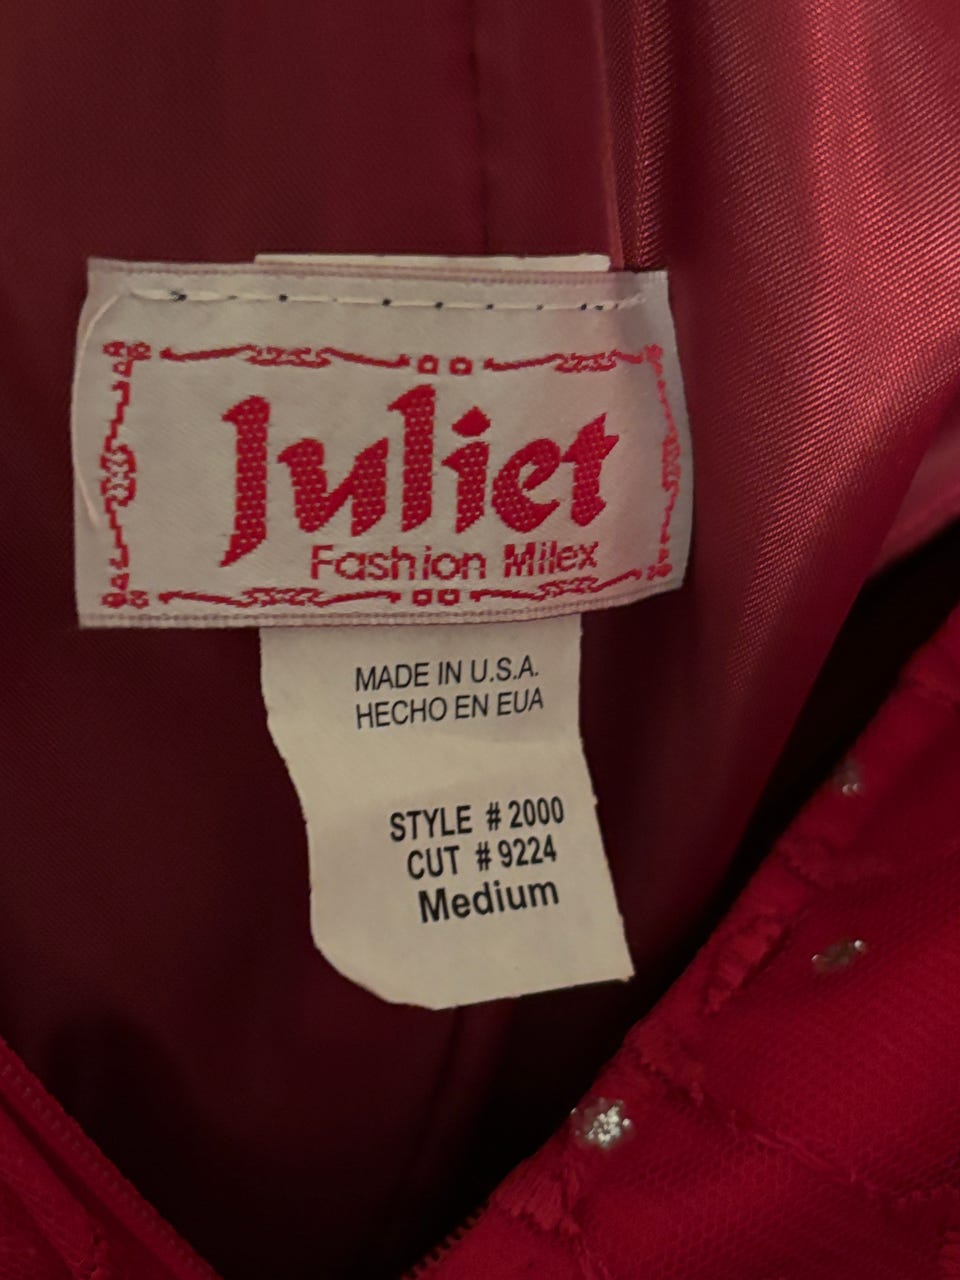 Juliet
Fashion Milex
MADE IN U.S.A.
HECHO EN EUA
STYLE # 2000
CUT # 9224
Medium